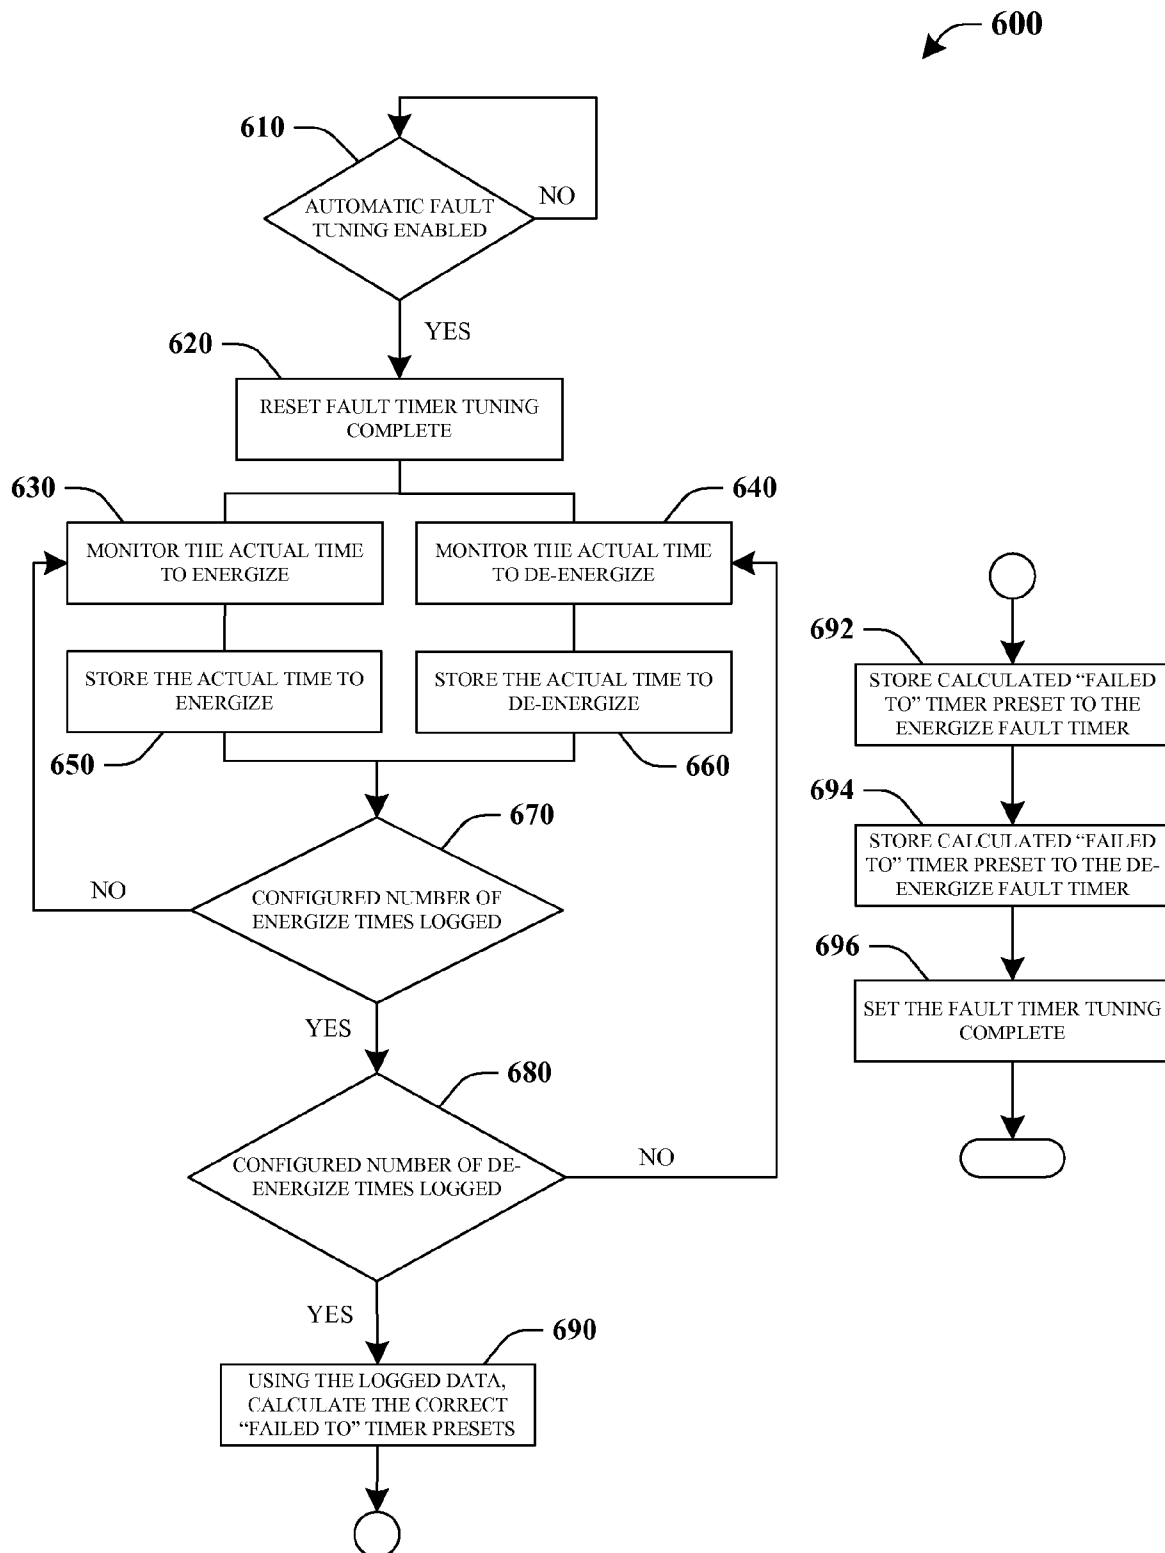 600
610
AUTOMATIC FAULT
TUNING ENABLED
NO
YES
620
RESET FAULT TIMER TUNING
COMPLETE
630
640
MONITOR THE ACTUAL TIME
TO ENERGIZE
MONITOR THE ACTUAL TIME
TO DE-ENERGIZE
STORE THE ACTUAL TIME TO
ENERGIZE
STORE THE ACTUAL TIME TO
DE-ENERGIZE
650
660
670
CONFIGURED NUMBER OF
ENERGIZE TIMES LOGGED
NO
YES
680
CONFIGURED NUMBER OF DE-
ENERGIZE TIMES LOGGED
NO
YES
690
USING THE LOGGED DATA,
CALCULATE THE CORRECT
“FAILED TO” TIMER PRESETS
692
STORE CALCULATED “FAILED
TO” TIMER PRESET TO THE
ENERGIZE FAULT TIMER
694
STORE CALCULATED “FAILED
TO” TIMER PRESET TO THE DE-
ENERGIZE FAULT TIMER
696
SET THE FAULT TIMER TUNING
COMPLETE